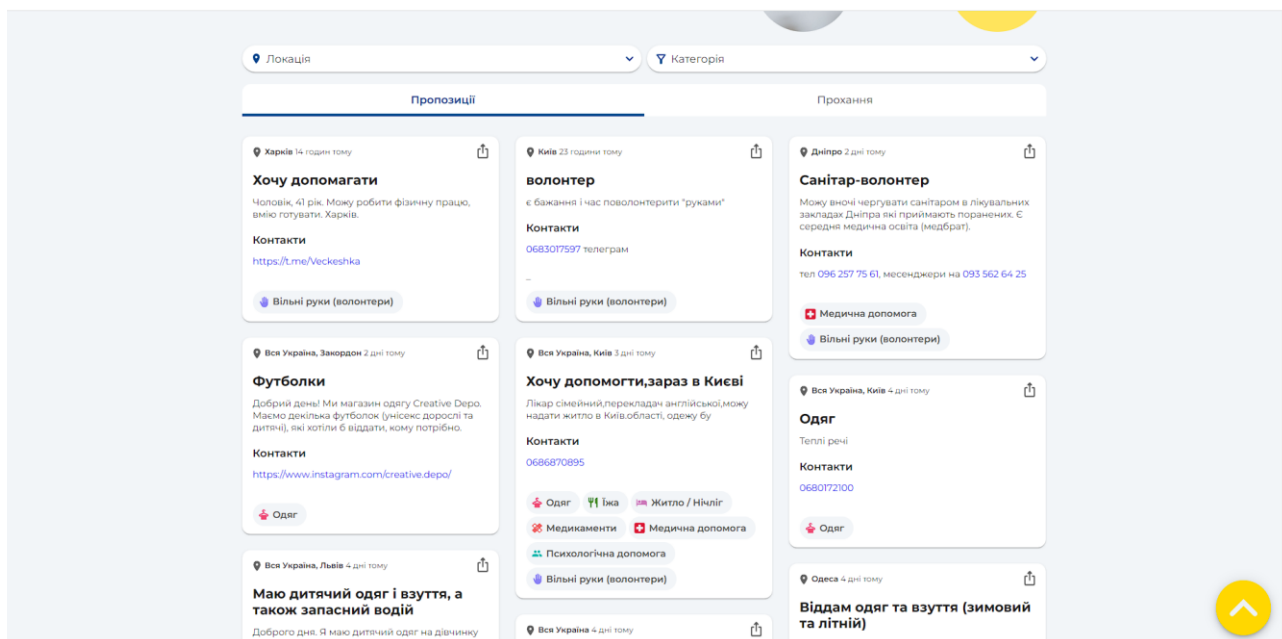 Локація
Категорія
Пропозиції
Прохання
Харків 14 годин тому
Хочу допомагати
Чоловік, 41 рік. Можу робити фізичну працю,
вмію готувати. Харків.
Контакти
https://t.me/Veckeshka
Вільні руки (волонтери)
Київ 23 години тому
волонтер
є бажання і час поволонтерити "руками"
Контакти
0683017597 телеграм
_
Вільні руки (волонтери)
Дніпро 2 дні тому
Санітар-волонтер
Можу вночі чергувати санітаром в лікувальних
закладах Дніпра які приймають поранених. Є
середня медична освіта (медбрат).
Контакти
тел 096 257 75 61, месенджери на 093 562 64 25
Медична допомога
Вільні руки (волонтери)
Вся Україна, Закордон 2 дні тому
Футболки
Добрий день! Ми магазин одягу Creative Depo.
Маємо декілька футболок (унісекс дорослі та
дитячі), які хотіли б віддати, кому потрібно.
Контакти
https://www.instagram.com/creative.depo/
Одяг
Вся Україна, Київ 3 дні тому
Хочу допомогти,зараз в Києві
Лікар сімейний,перекладач англійської,можу
надати житло в Київ.області, одежу бу
Контакти
0686870895
Одяг Їжа Житло / Нічліг
Медикаменти Медична допомога
Психологічна допомога
Вільні руки (волонтери)
Вся Україна, Київ 4 дні тому
Одяг
Теплі речі
Контакти
0680172100
Одяг
Вся Україна, Львів 4 дні тому
Маю дитячий одяг і взуття, а
також запасний водій
Доброго дня. Я маю дитячий одяг на дівчинку
Вся Україна 4 дні тому
Одеса 4 дні тому
Віддам одяг та взуття (зимовий
та літній)